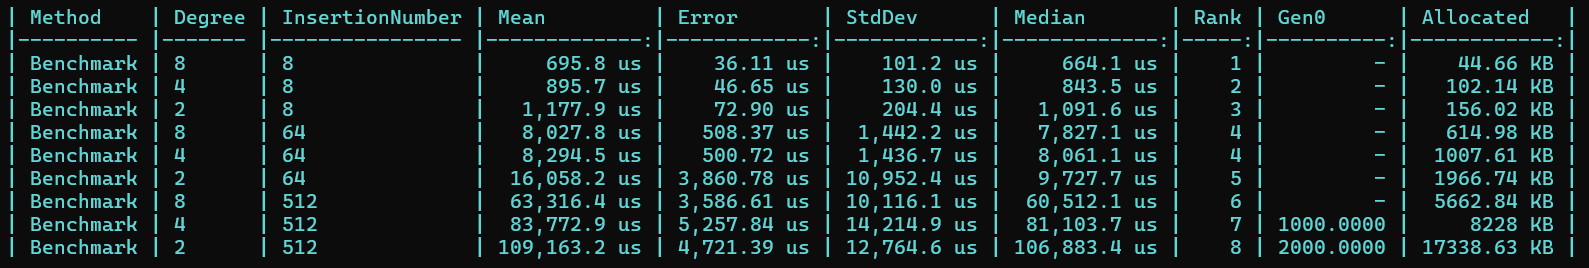 | Method    | Degree | InsertionNumber | Mean         | Error       | StdDev      | Median       | Rank | Gen0      | Allocated   |
|---------- |------- |---------------- |-------------:|------------:|------------:|-------------:|-----:|----------:|------------:|
| Benchmark | 8      | 8               |     695.8 us |    36.11 us |    101.2 us |     664.1 us |    1 |         - |    44.66 KB |
| Benchmark | 4      | 8               |     895.7 us |    46.65 us |    130.0 us |     843.5 us |    2 |         - |   102.14 KB |
| Benchmark | 2      | 8               |   1,177.9 us |    72.90 us |    204.4 us |   1,091.6 us |    3 |         - |   156.02 KB |
| Benchmark | 8      | 64              |   8,027.8 us |   508.37 us |  1,442.2 us |   7,827.1 us |    4 |         - |   614.98 KB |
| Benchmark | 4      | 64              |   8,294.5 us |   500.72 us |  1,436.7 us |   8,061.1 us |    4 |         - |  1007.61 KB |
| Benchmark | 2      | 64              |  16,058.2 us | 3,860.78 us | 10,952.4 us |   9,727.7 us |    5 |         - |  1966.74 KB |
| Benchmark | 8      | 512             |  63,316.4 us | 3,586.61 us | 10,116.1 us |  60,512.1 us |    6 |         - |  5662.84 KB |
| Benchmark | 4      | 512             |  83,772.9 us | 5,257.84 us | 14,214.9 us |  81,103.7 us |    7 | 1000.0000 |     8228 KB |
| Benchmark | 2      | 512             | 109,163.2 us | 4,721.39 us | 12,764.6 us | 106,883.4 us |    8 | 2000.0000 | 17338.63 KB |